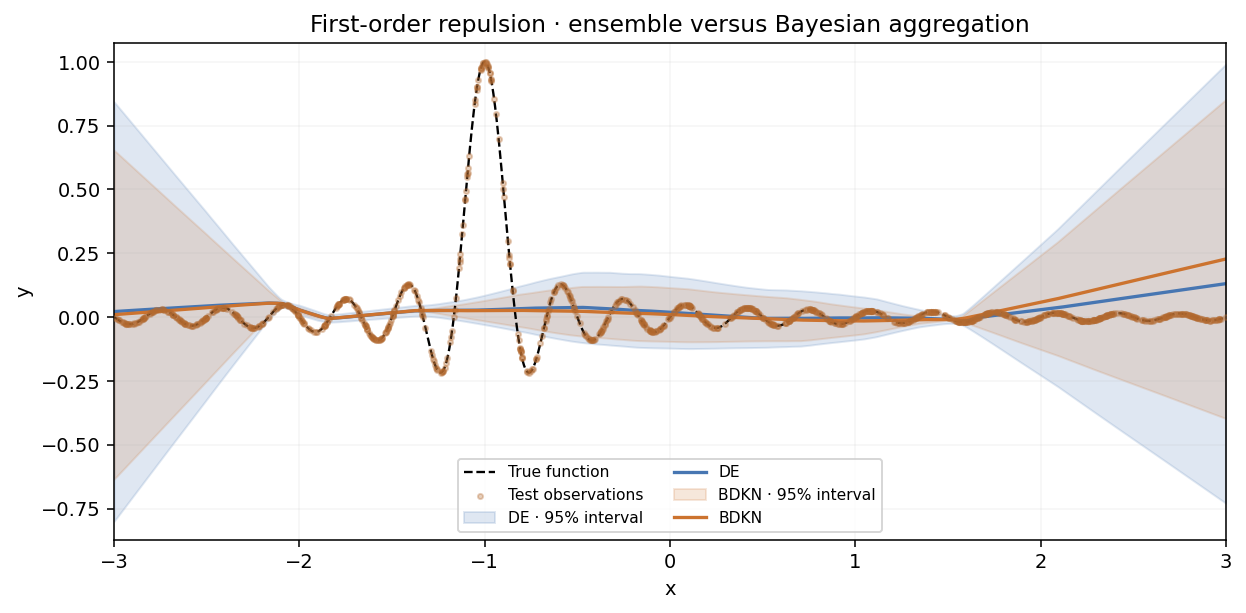 First-order repulsion · ensemble versus Bayesian aggregation
y
1.00
0.75
0.50
0.25
0.00
−0.25
−0.50
−0.75
True function
Test observations
DE · 95% interval
DE
BDKN · 95% interval
BDKN
−3
−2
−1
0
1
2
3
x